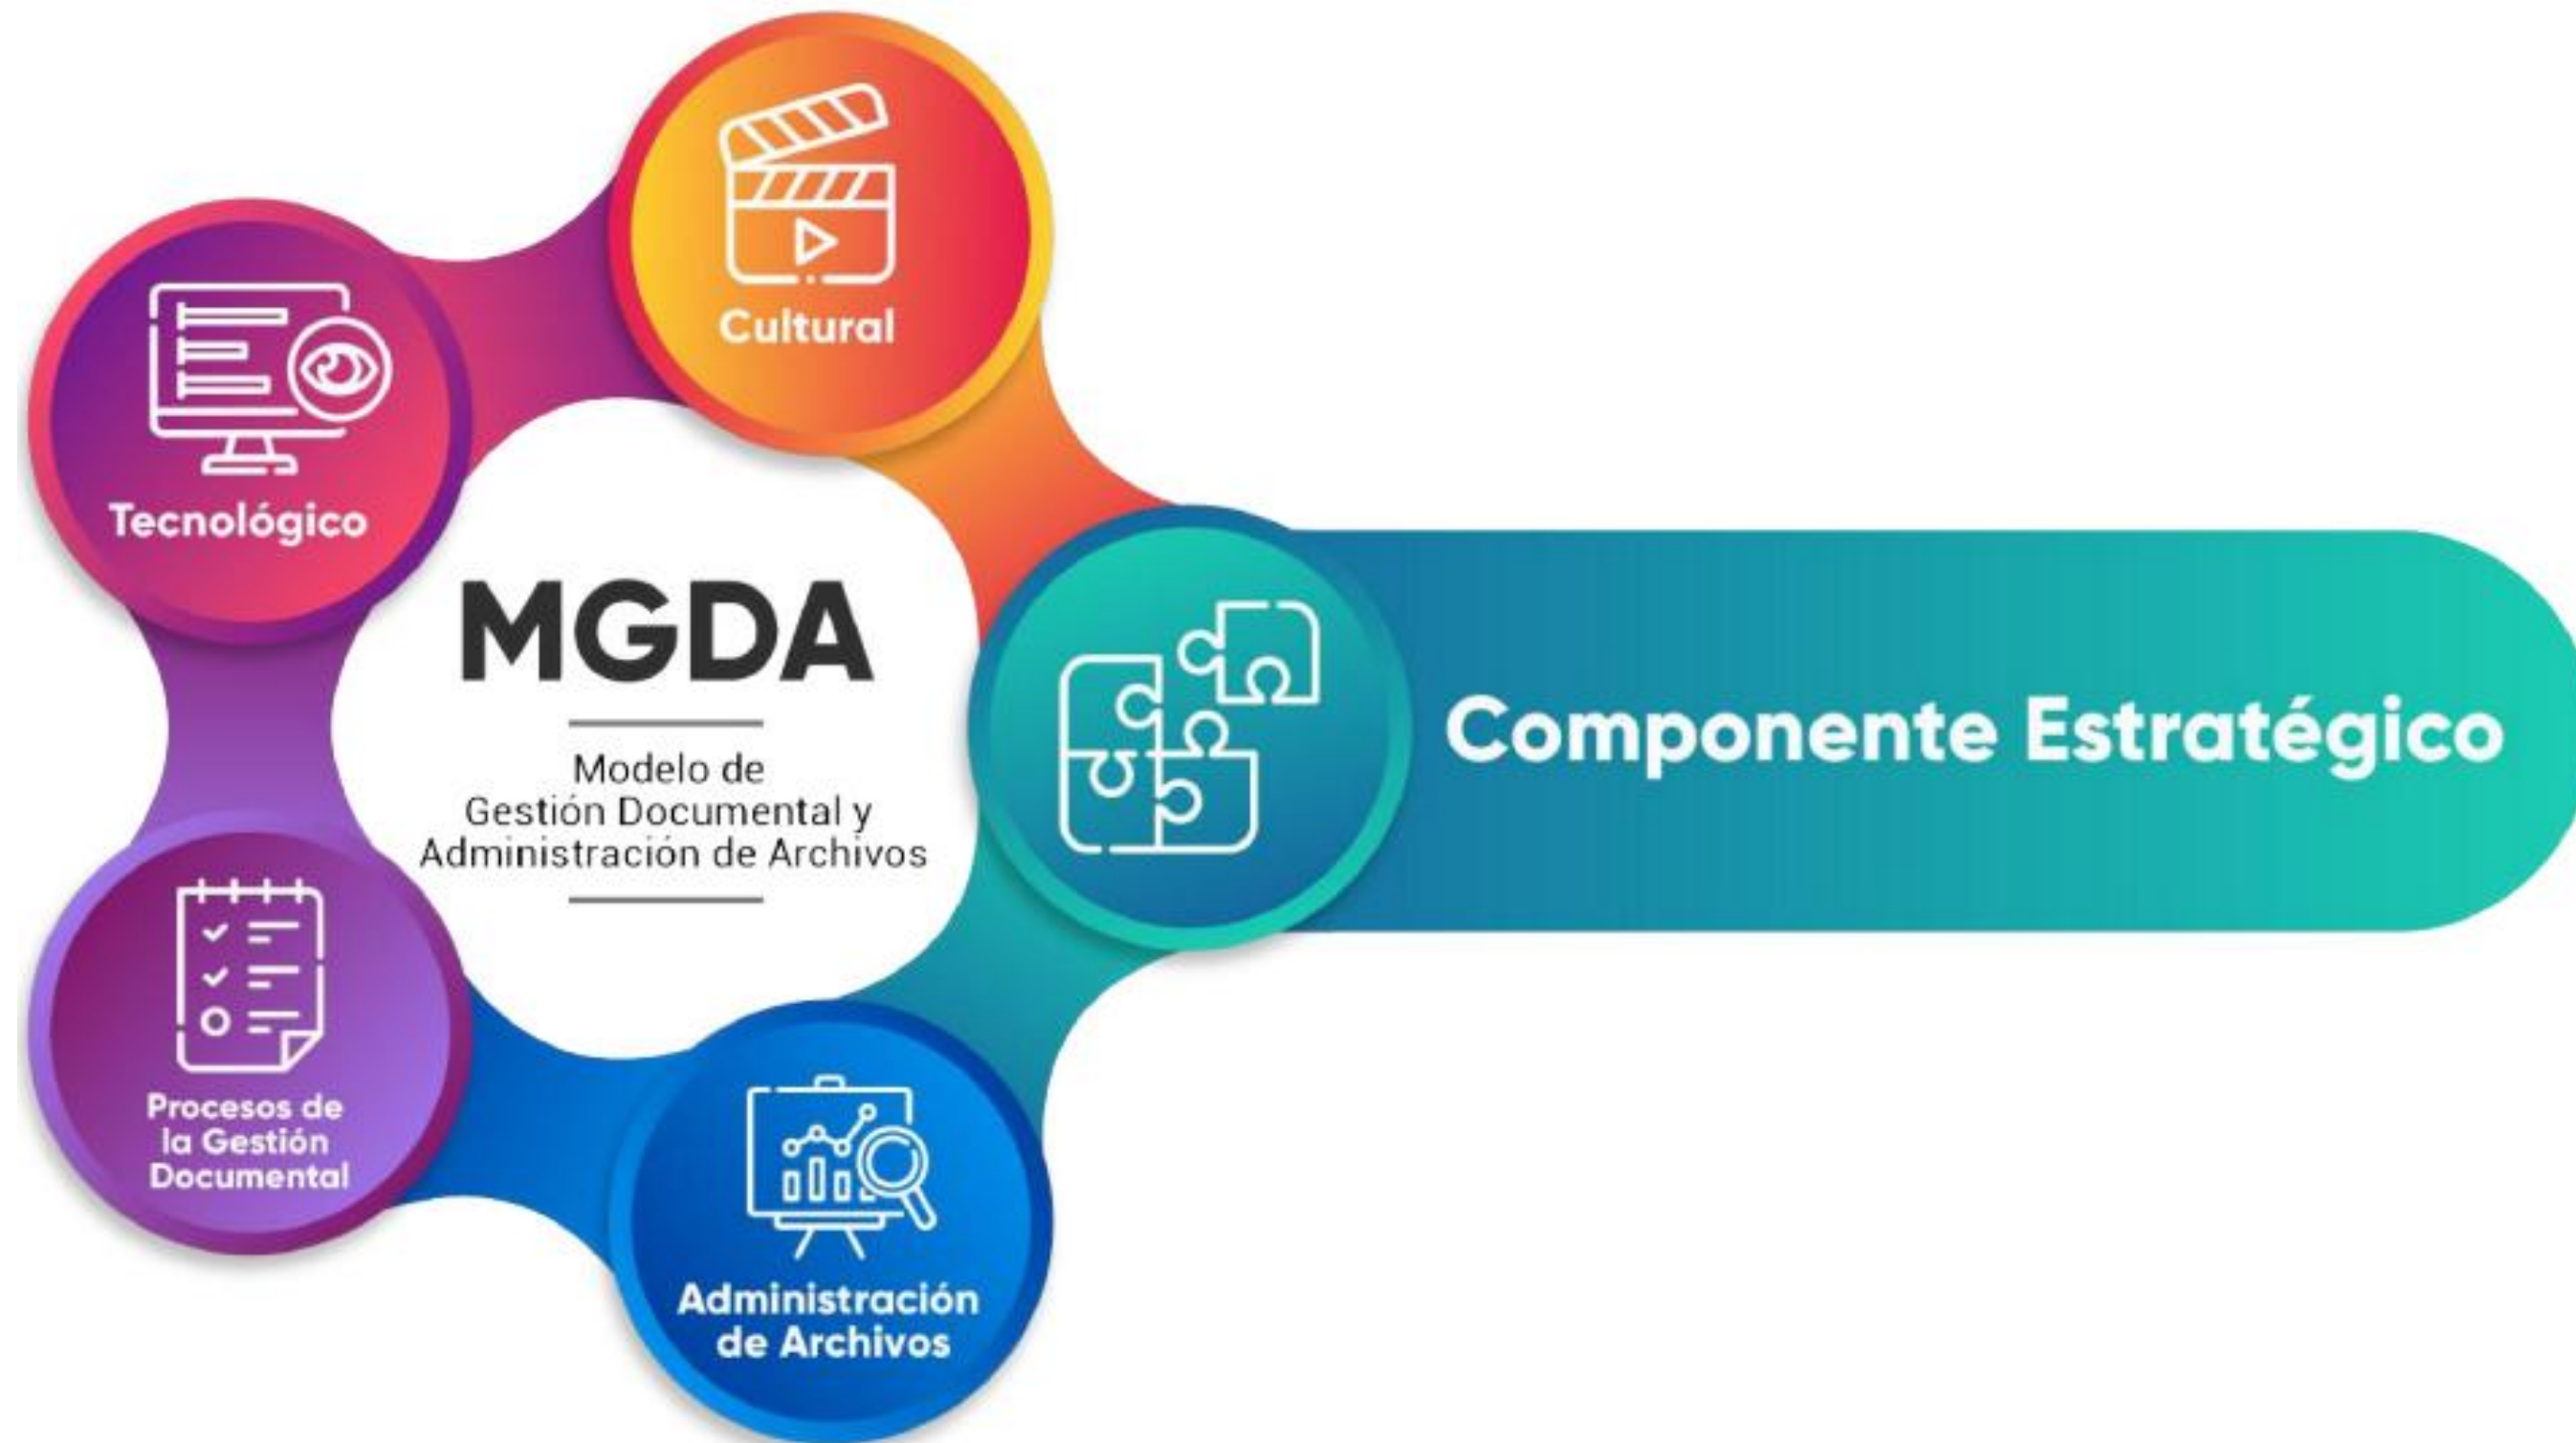 Cultural
Tecnológico
MGDA
Modelo de
Gestión Documental y
Administración de Archivos
Componente Estratégico
Procesos de
la Gestión
Documental
Administración
de Archivos